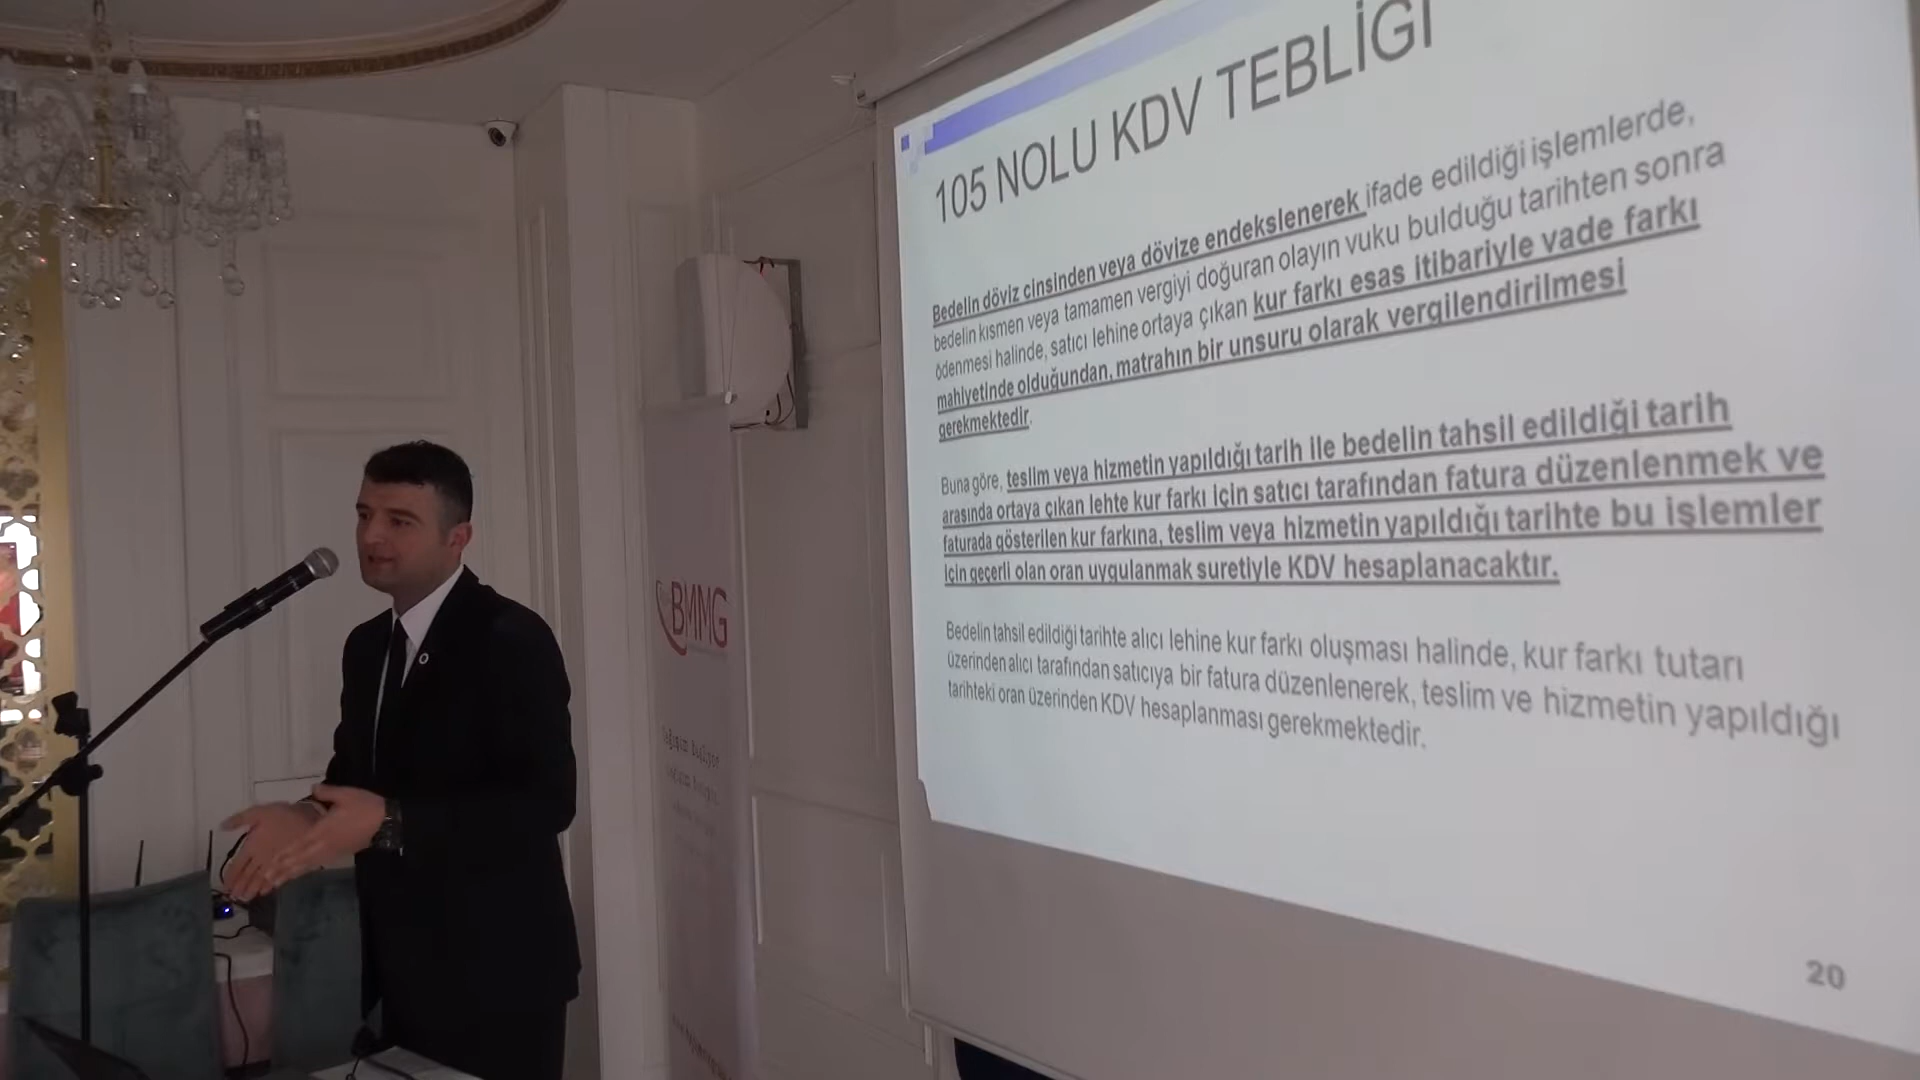 105 NOLU KDV TEBLİĞİ
Bedelin döviz cinsinden veya dövize endekslenerek ifade edildiği işlemlerde,
bedelin kısmen veya tamamen vergiyi doğuran olayın vuku bulduğu tarihten sonra
ödenmesi halinde, satıcı lehine ortaya çıkan kur farkı esas itibariyle vade farkı
mahiyetinde olduğundan, matrahın bir unsuru olarak vergilendirilmesi
gerekmektedir.
Buna göre, teslim veya hizmetin yapıldığı tarih ile bedelin tahsil edildiği tarih
arasında ortaya çıkan lehte kur farkı için satıcı tarafından fatura düzenlenmek ve
faturada gösterilen kur farkına, teslim veya hizmetin yapıldığı tarihte bu işlemler
için geçerli olan oran uygulanmak suretiyle KDV hesaplanacaktır.
Bedelin tahsil edildiği tarihte alıcı lehine kur farkı oluşması halinde, kur farkı tutarı
üzerinden alıcı tarafından satıcıya bir fatura düzenlenerek, teslim ve hizmetin yapıldığı
tarihteki oran üzerinden KDV hesaplanması gerekmektedir.
20
BMMG